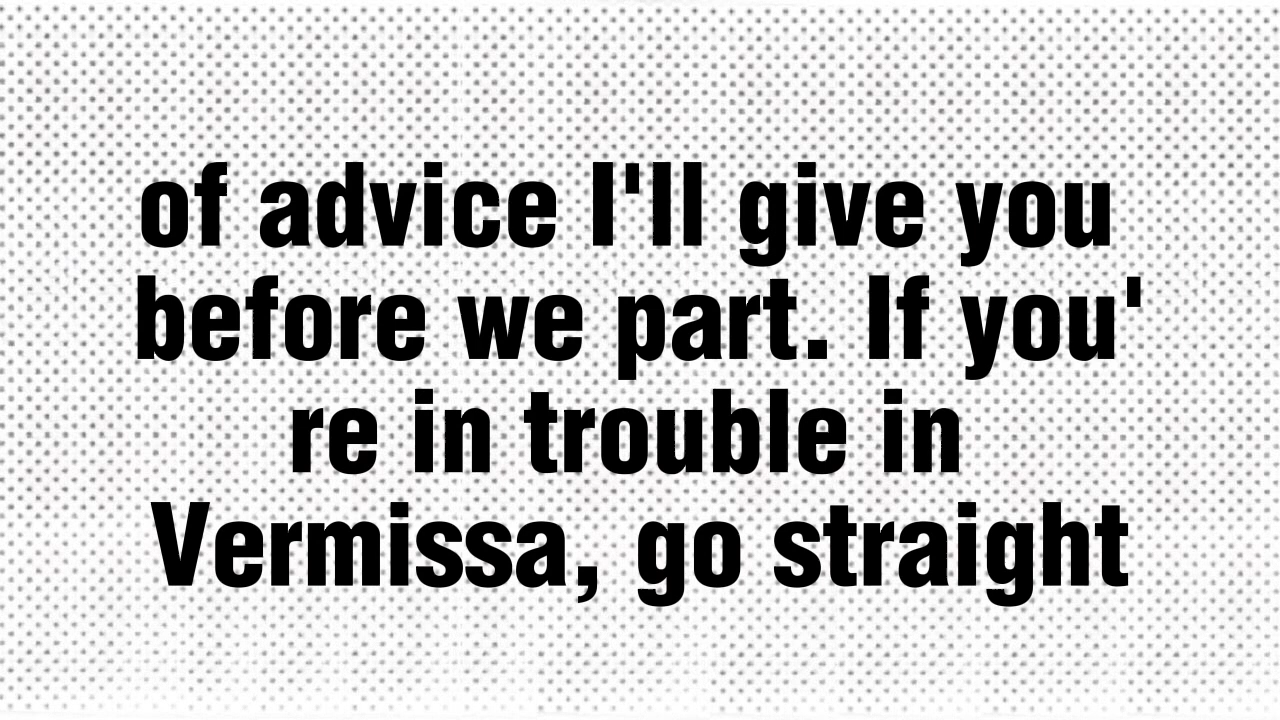 of advice I'll give you
before we part. If you'
re in trouble in
Vermissa, go straight